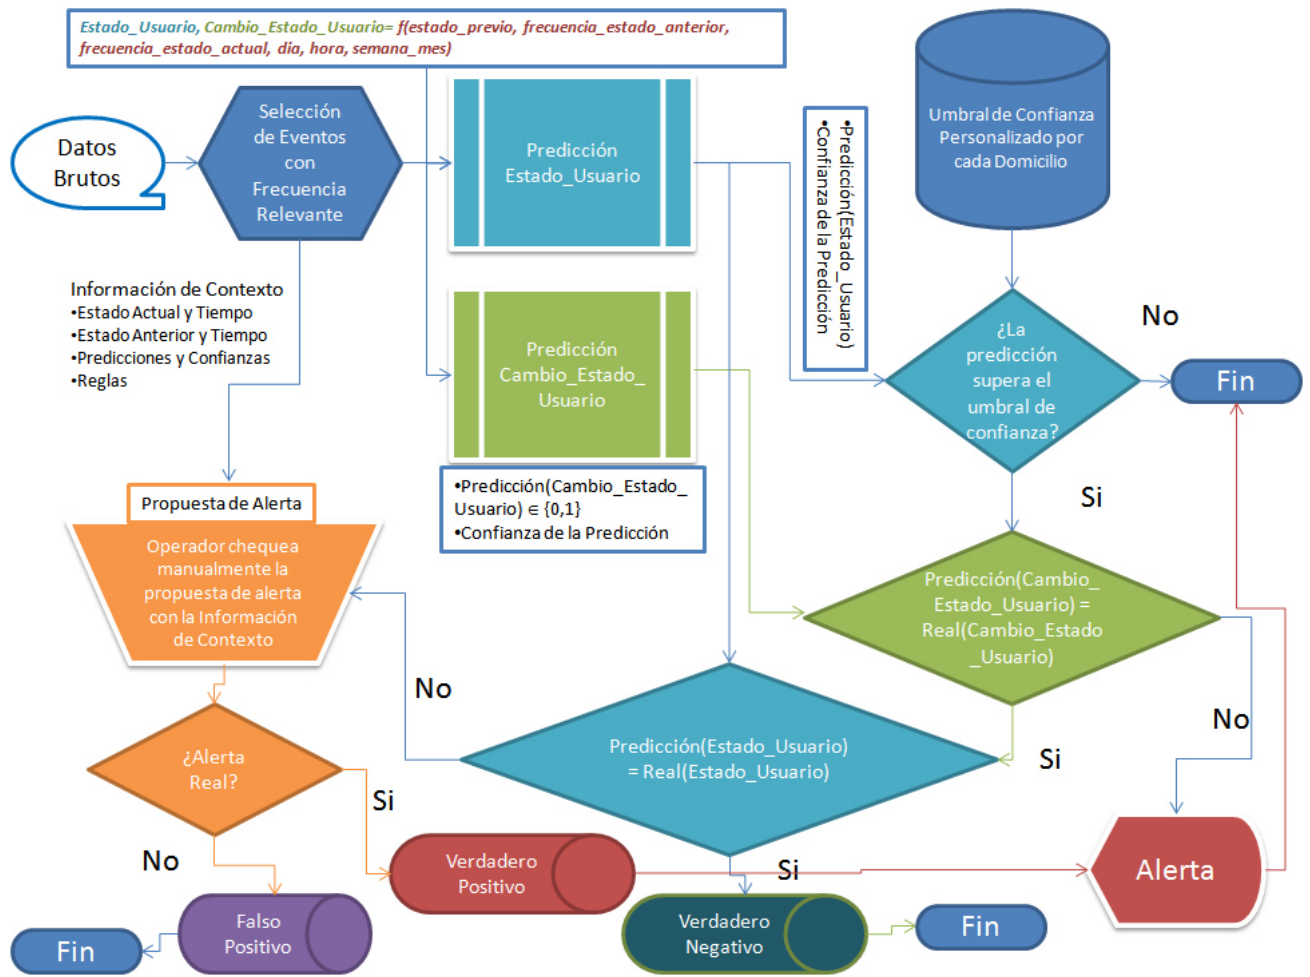 Estado_Usuario, Cambio_Estado_Usuario= f(estado_previo, frecuencia_estado_anterior,
frecuencia_estado_actual, dia, hora, semana_mes)
Datos
Brutos
Selección
de Eventos
con
Frecuencia
Relevante
Predicción
Estado_Usuario
•Predicción(Estado_Usuario)
•Confianza de la Predicción
Umbral de Confianza
Personalizado por
cada Domicilio
Información de Contexto
•Estado Actual y Tiempo
•Estado Anterior y Tiempo
•Predicciones y Confianzas
•Reglas
Predicción
Cambio_Estado_
Usuario
¿La
predicción
supera el
umbral de
confianza?
No
Fin
Si
•Predicción(Cambio_Estado_
Usuario) ∈ {0,1}
•Confianza de la Predicción
Propuesta de Alerta
Operador chequea
manualmente la
propuesta de alerta
con la Información
de Contexto
Predicción(Cambio_
Estado_Usuario) =
Real(Cambio_Estado
_Usuario)
No
No
Si
Predicción(Estado_Usuario)
= Real(Estado_Usuario)
¿Alerta
Real?
Si
No
Verdadero
Positivo
Si
Alerta
Falso
Positivo
Fin
Verdadero
Negativo
Fin